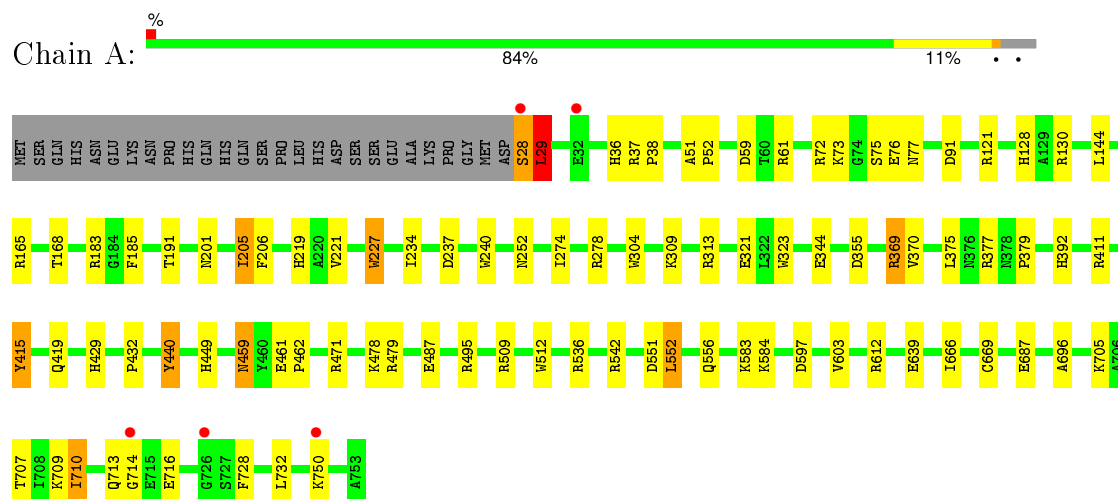 %
Chain A:
84% 11% • •
MET SER GLN HIS ASN GLU LYS ASN PRO HIS GLN HIS GLN SER PRO LEU HIS ASP SER SER GLU ALA LYS PRO GLY MET ASP S28 L29 E32 H36 R37 P38 A51 P52 D59 T60 R61 R72 K73 G74 S75 E76 N77 D91 R121 H128 A129 R130 L144
R165 T168 R183 G184 F185 T191 N201 I205 F206 H219 A220 V221 W227 I234 D237 W240 N252 I274 R278 W304 K309 R313 E321 L322 W323 E344 D355 R369 V370 L375 N376 R377 N378 P379 H392 R411
Y415 Q419 H429 P432 Y440 H449 N459 Y460 E461 P462 R471 K478 R479 E487 R495 R509 W512 R536 R542 D551 L552 Q556 K583 K584 D597 V603 R612 E639 I666 C669 E687 A696 K705 A706
T707 I708 K709 I710 Q713 G714 E715 E716 G726 S727 F728 L732 K750 A753